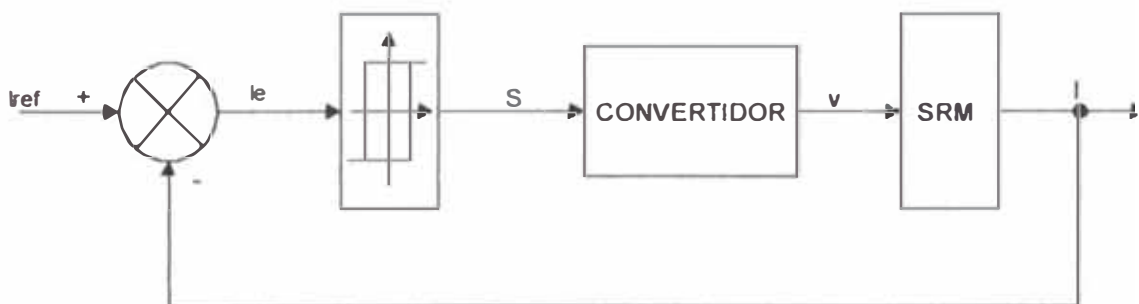 Iref
+
Ie
S
CONVERTIDOR
v
SRM
I
-